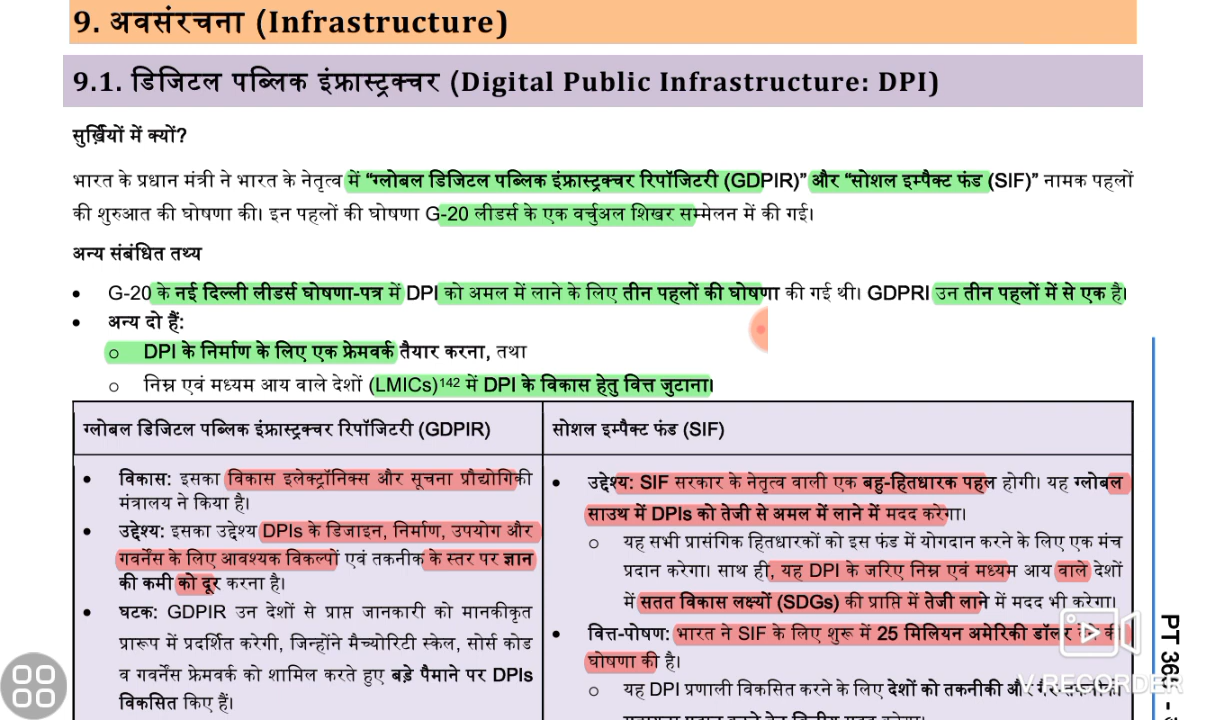 9. अवसंरचना (Infrastructure)
9.1. डिजिटल पब्लिक इंफ्रास्ट्रक्चर (Digital Public Infrastructure: DPI)
सुर्ख़ियों में क्यों?
भारत के प्रधान मंत्री ने भारत के नेतृत्व में “ग्लोबल डिजिटल पब्लिक इंफ्रास्ट्रक्चर रिपॉजिटरी (GDPIR)” और “सोशल इम्पैक्ट फंड (SIF)” नामक पहलों
की शुरुआत की घोषणा की। इन पहलों की घोषणा G-20 लीडर्स के एक वर्चुअल शिखर सम्मेलन में की गई।
अन्य संबंधित तथ्य
• G-20 के नई दिल्ली लीडर्स घोषणा-पत्र में DPI को अमल में लाने के लिए तीन पहलों की घोषणा की गई थी। GDPRI उन तीन पहलों में से एक है।
• अन्य दो हैं:
o DPI के निर्माण के लिए एक फ्रेमवर्क तैयार करना, तथा
o निम्न एवं मध्यम आय वाले देशों (LMICs)142 में DPI के विकास हेतु वित्त जुटाना।
ग्लोबल डिजिटल पब्लिक इंफ्रास्ट्रक्चर रिपॉजिटरी (GDPIR)
• विकास: इसका विकास इलेक्ट्रॉनिक्स और सूचना प्रौद्योगिकी
मंत्रालय ने किया है।
• उद्देश्य: इसका उद्देश्य DPIs के डिजाइन, निर्माण, उपयोग और
गवर्नेंस के लिए आवश्यक विकल्पों एवं तकनीक के स्तर पर ज्ञान
की कमी को दूर करना है।
• घटक: GDPIR उन देशों से प्राप्त जानकारी को मानकीकृत
प्रारूप में प्रदर्शित करेगी, जिन्होंने मैच्योरिटी स्केल, सोर्स कोड
व गवर्नेंस फ्रेमवर्क को शामिल करते हुए बड़े पैमाने पर DPIs
विकसित किए हैं।
सोशल इम्पैक्ट फंड (SIF)
• उद्देश्य: SIF सरकार के नेतृत्व वाली एक बहु-हितधारक पहल होगी। यह ग्लोबल
साउथ में DPIs को तेजी से अमल में लाने में मदद करेगा।
o यह सभी प्रासंगिक हितधारकों को इस फंड में योगदान करने के लिए एक मंच
प्रदान करेगा। साथ ही, यह DPI के जरिए निम्न एवं मध्यम आय वाले देशों
में सतत विकास लक्ष्यों (SDGs) की प्राप्ति में तेजी लाने में मदद भी करेगा।
• वित्त-पोषण: भारत ने SIF के लिए शुरू में 25 मिलियन अमेरिकी डॉलर की
घोषणा की है।
o यह DPI प्रणाली विकसित करने के लिए देशों को तकनीकी और गैर-तकनीकी
PT 365 -
V RECORDER